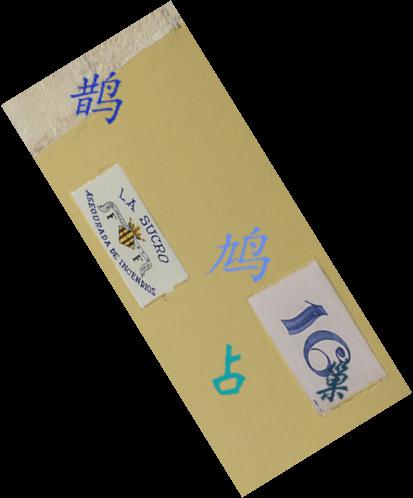 鹊
LA SUCRO
F F
ASEGURADA DE INCENDIOS
鸠
16
占
巢